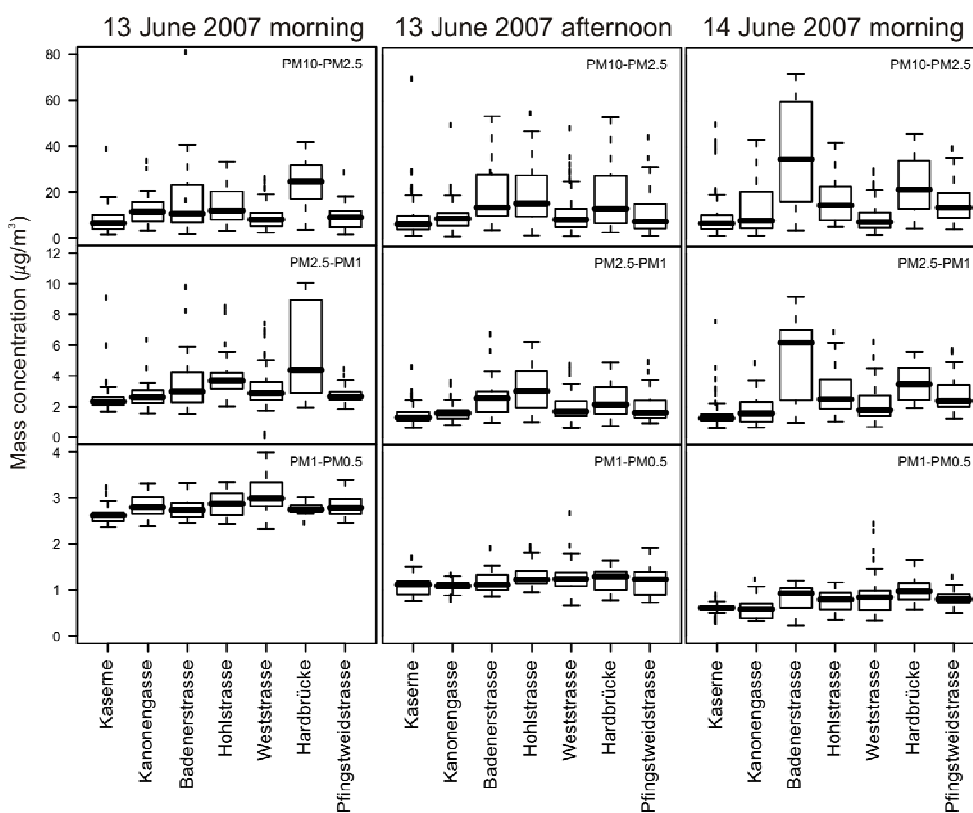 13 June 2007 morning
13 June 2007 afternoon
14 June 2007 morning
Mass concentration (μg/m³)
80
60
40
20
0
PM10-PM2.5
PM10-PM2.5
PM10-PM2.5
12
10
8
6
4
2
0
PM2.5-PM1
PM2.5-PM1
PM2.5-PM1
4
3
2
1
0
PM1-PM0.5
PM1-PM0.5
PM1-PM0.5
Kaserne
Kanonengasse
Badenerstrasse
Hohlstrasse
Weststrasse
Hardbrücke
Pfingstweidstrasse
Kaserne
Kanonengasse
Badenerstrasse
Hohlstrasse
Weststrasse
Hardbrücke
Pfingstweidstrasse
Kaserne
Kanonengasse
Badenerstrasse
Hohlstrasse
Weststrasse
Hardbrücke
Pfingstweidstrasse